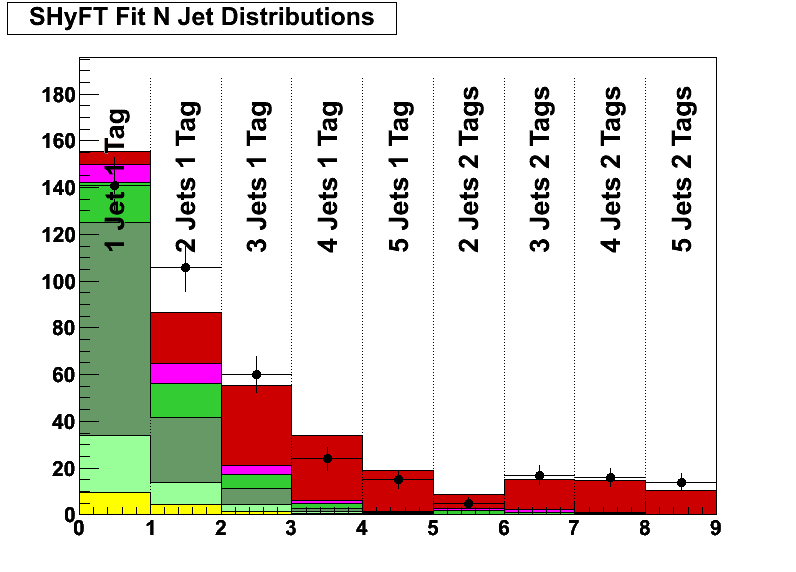 SHyFT Fit N Jet Distributions
180
160
140
120
100
80
60
40
20
0
1 Jet 1 Tag
2 Jets 1 Tag
3 Jets 1 Tag
4 Jets 1 Tag
5 Jets 1 Tag
2 Jets 2 Tags
3 Jets 2 Tags
4 Jets 2 Tags
5 Jets 2 Tags
0 1 2 3 4 5 6 7 8 9